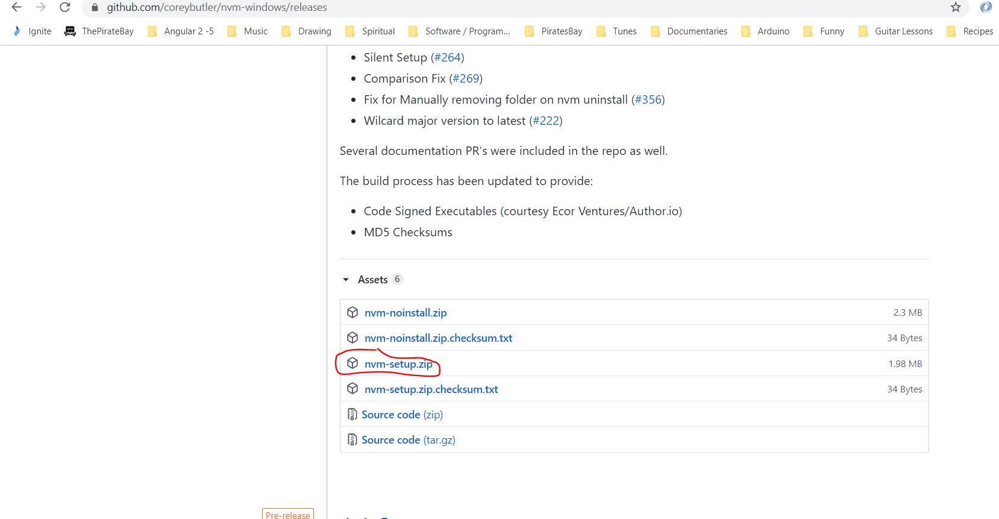 github.com/coreybutler/nvm-windows/releases
Ignite ThePirateBay Angular 2 -5 Music Drawing Spiritual Software / Program... PiratesBay Tunes Documentaries Arduino Funny Guitar Lessons Recipes
Silent Setup (#264)
Comparison Fix (#269)
Fix for Manually removing folder on nvm uninstall (#356)
Wilcard major version to latest (#222)
Several documentation PR's were included in the repo as well.
The build process has been updated to provide:
Code Signed Executables (courtesy Ecor Ventures/Author.io)
MD5 Checksums
Assets 6
nvm-noinstall.zip 2.3 MB
nvm-noinstall.zip.checksum.txt 34 Bytes
nvm-setup.zip 1.98 MB
nvm-setup.zip.checksum.txt 34 Bytes
Source code (zip)
Source code (tar.gz)
Pre-release